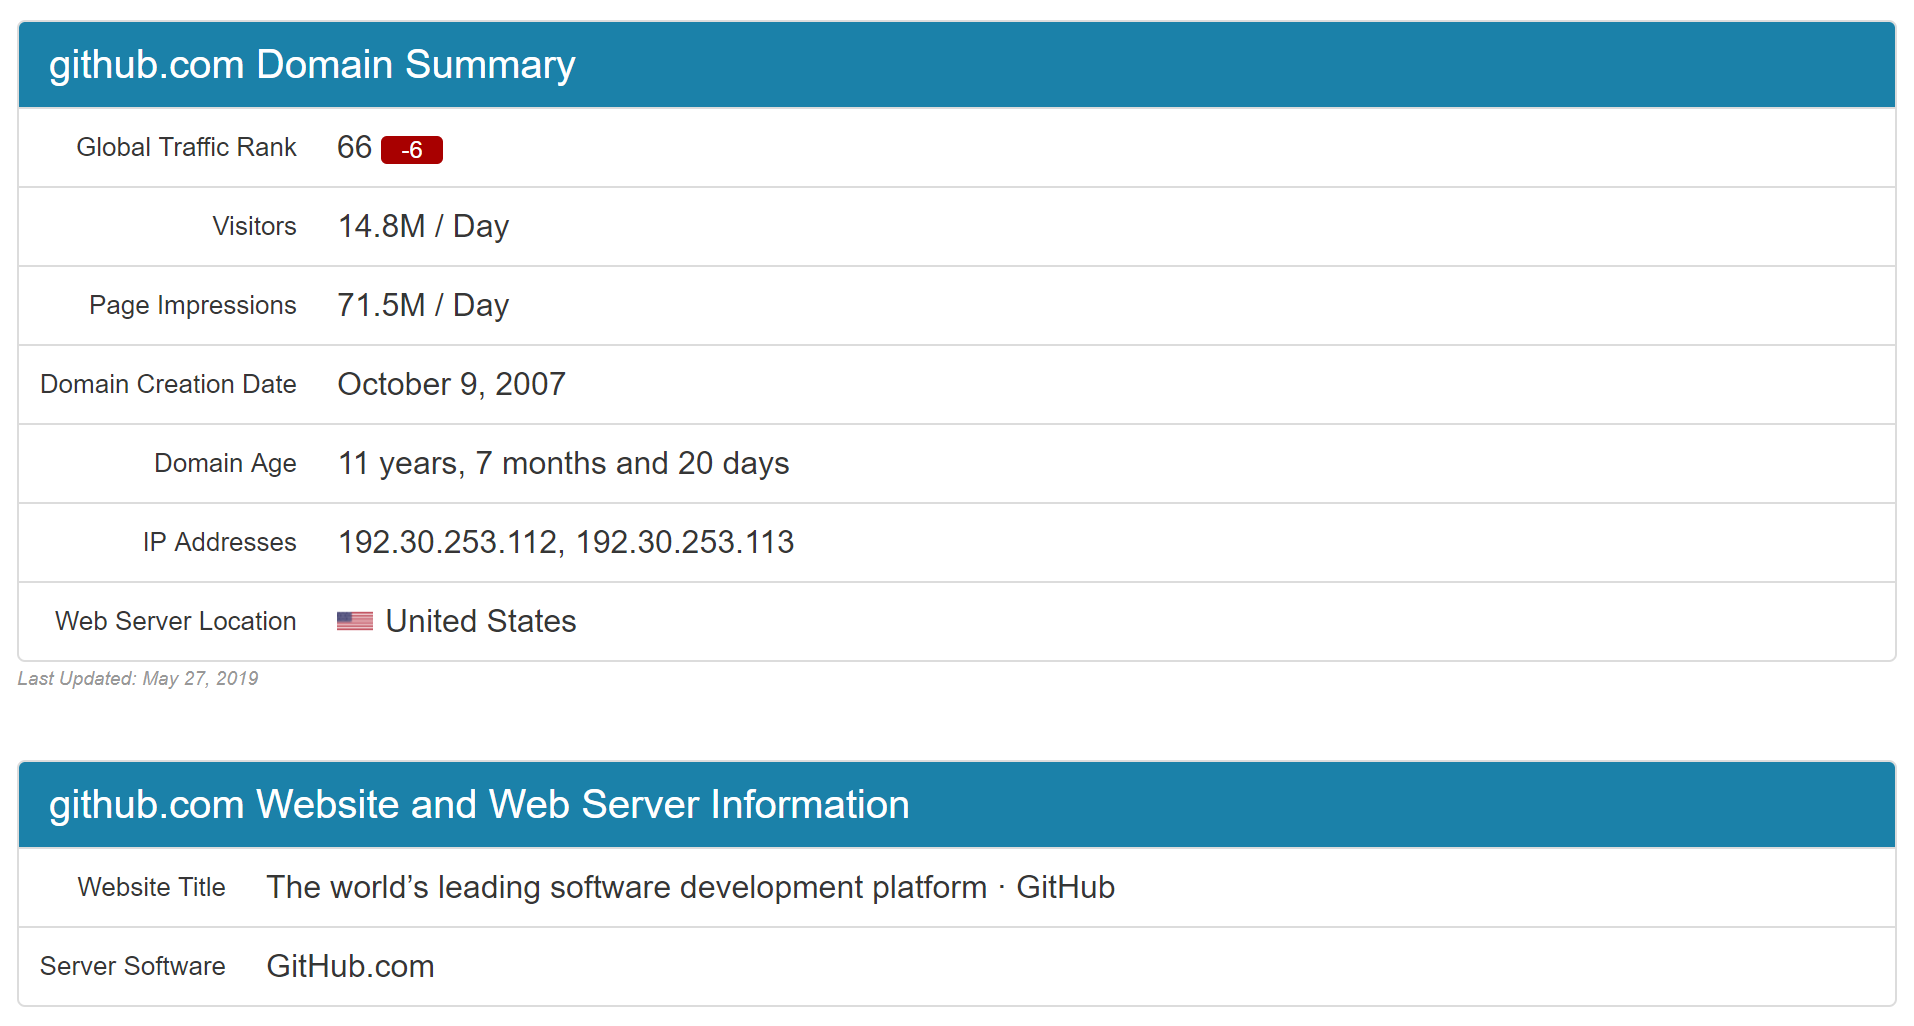 github.com Domain Summary
Global Traffic Rank 66 -6
Visitors 14.8M / Day
Page Impressions 71.5M / Day
Domain Creation Date October 9, 2007
Domain Age 11 years, 7 months and 20 days
IP Addresses 192.30.253.112, 192.30.253.113
Web Server Location United States
Last Updated: May 27, 2019
github.com Website and Web Server Information
Website Title The world’s leading software development platform · GitHub
Server Software GitHub.com